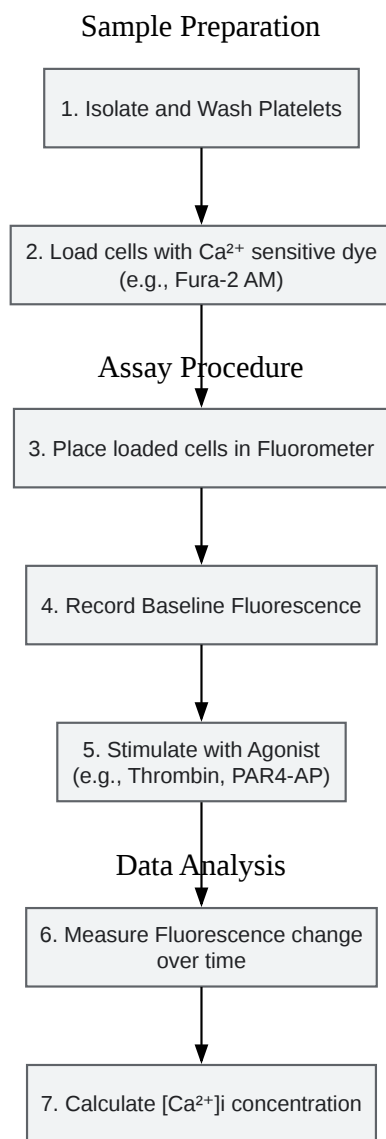 Sample Preparation
1. Isolate and Wash Platelets
2. Load cells with Ca²⁺ sensitive dye
(e.g., Fura-2 AM)
Assay Procedure
3. Place loaded cells in Fluorometer
4. Record Baseline Fluorescence
5. Stimulate with Agonist
(e.g., Thrombin, PAR4-AP)
Data Analysis
6. Measure Fluorescence change
over time
7. Calculate [Ca²⁺]i concentration